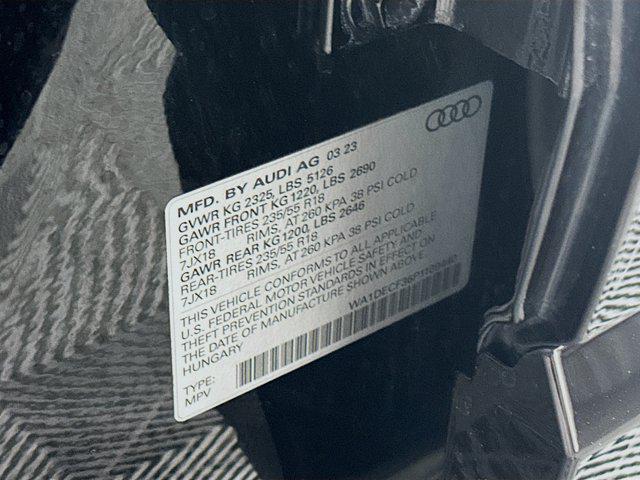 MFD. BY AUDI AG 03 23
GVWR KG 2325, LBS 5126
GAWR FRONT KG 1220, LBS 2690
FRONT-TIRES 235/55 R18
7JX18 RIMS, AT 260 KPA 38 PSI COLD
GAWR REAR KG1200, LBS 2646
REAR-TIRES 235/55 R18
7JX18 RIMS, AT 260 KPA 38 PSI COLD
THIS VEHICLE CONFORMS TO ALL APPLICABLE
U.S. FEDERAL MOTOR VEHICLE SAFETY AND
THEFT PREVENTION STANDARDS IN EFFECT ON
THE DATE OF MANUFACTURE SHOWN ABOVE.
HUNGARY
TYPE:
MPV